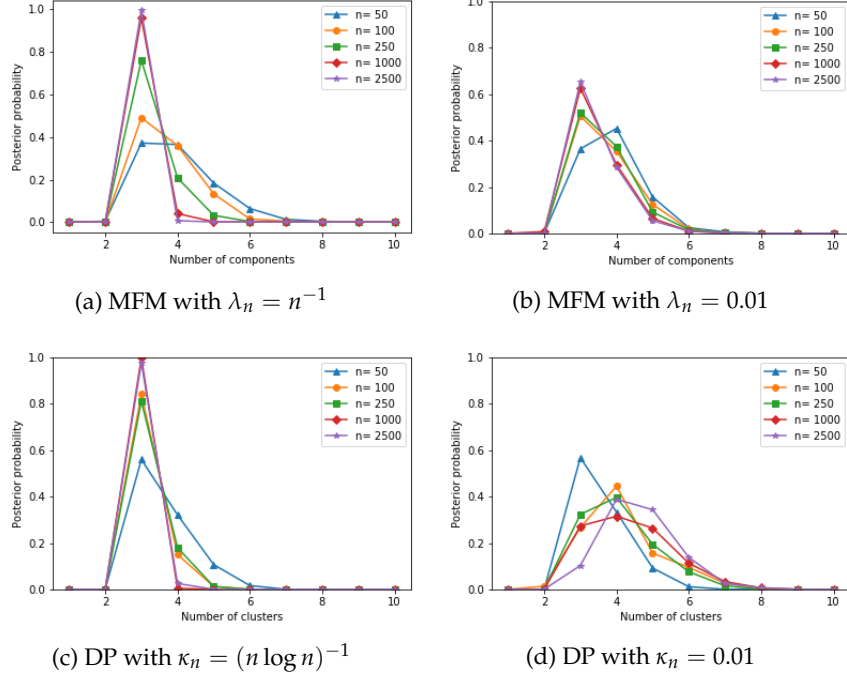 1.0
0.8
0.6
0.4
0.2
0.0
Posterior probability
2 4 6 8 10
Number of components
n= 50
n= 100
n= 250
n= 1000
n= 2500
(a) MFM with λₙ = n⁻¹
1.0
0.8
0.6
0.4
0.2
0.0
Posterior probability
2 4 6 8 10
Number of components
n= 50
n= 100
n= 250
n= 1000
n= 2500
(b) MFM with λₙ = 0.01
1.0
0.8
0.6
0.4
0.2
0.0
Posterior probability
2 4 6 8 10
Number of clusters
n= 50
n= 100
n= 250
n= 1000
n= 2500
(c) DP with κₙ = (n log n)⁻¹
1.0
0.8
0.6
0.4
0.2
0.0
Posterior probability
2 4 6 8 10
Number of clusters
n= 50
n= 100
n= 250
n= 1000
n= 2500
(d) DP with κₙ = 0.01